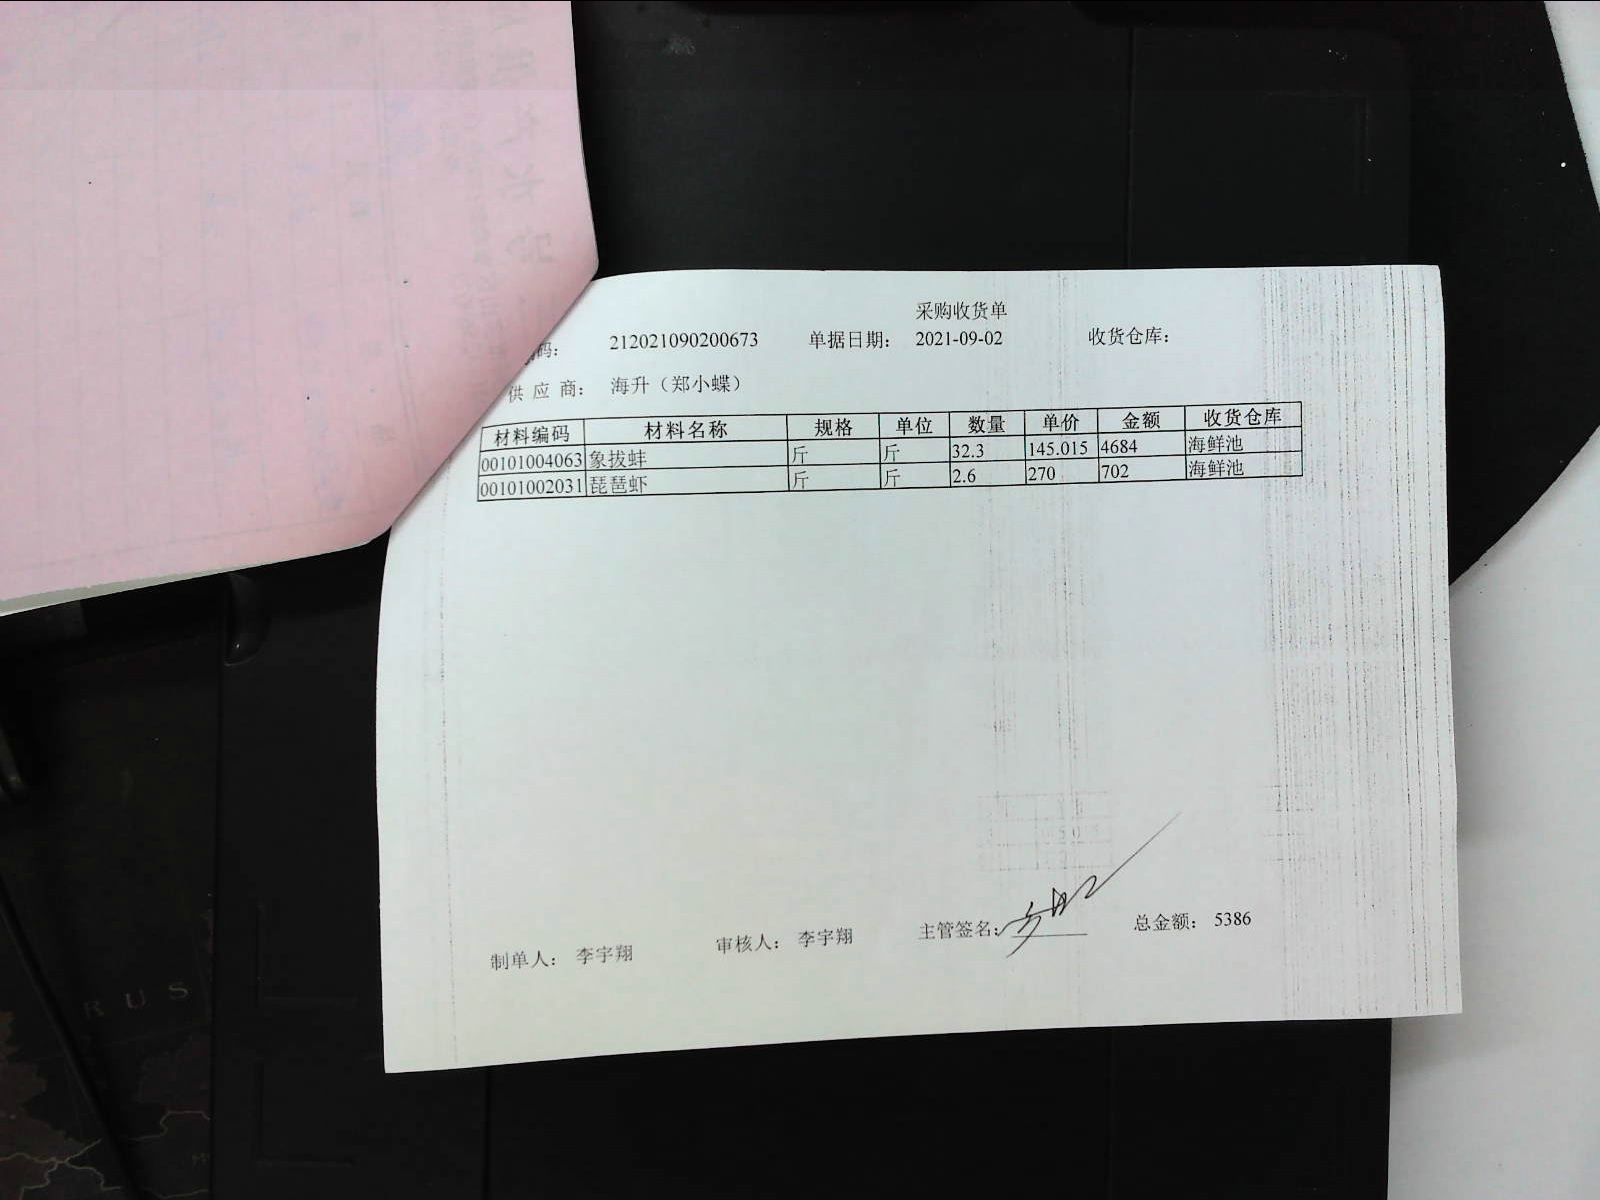 采购收货单
码： 212021090200673 单据日期： 2021-09-02 收货仓库：
供 应 商： 海升（郑小蝶）
材料编码 材料名称 规格 单位 数量 单价 金额 收货仓库
00101004063 象拔蚌 斤 斤 32.3 145.015 4684 海鲜池
00101002031 琵琶虾 斤 斤 2.6 270 702 海鲜池
制单人： 李宇翔 审核人： 李宇翔 主管签名： 总金额： 5386
RUS